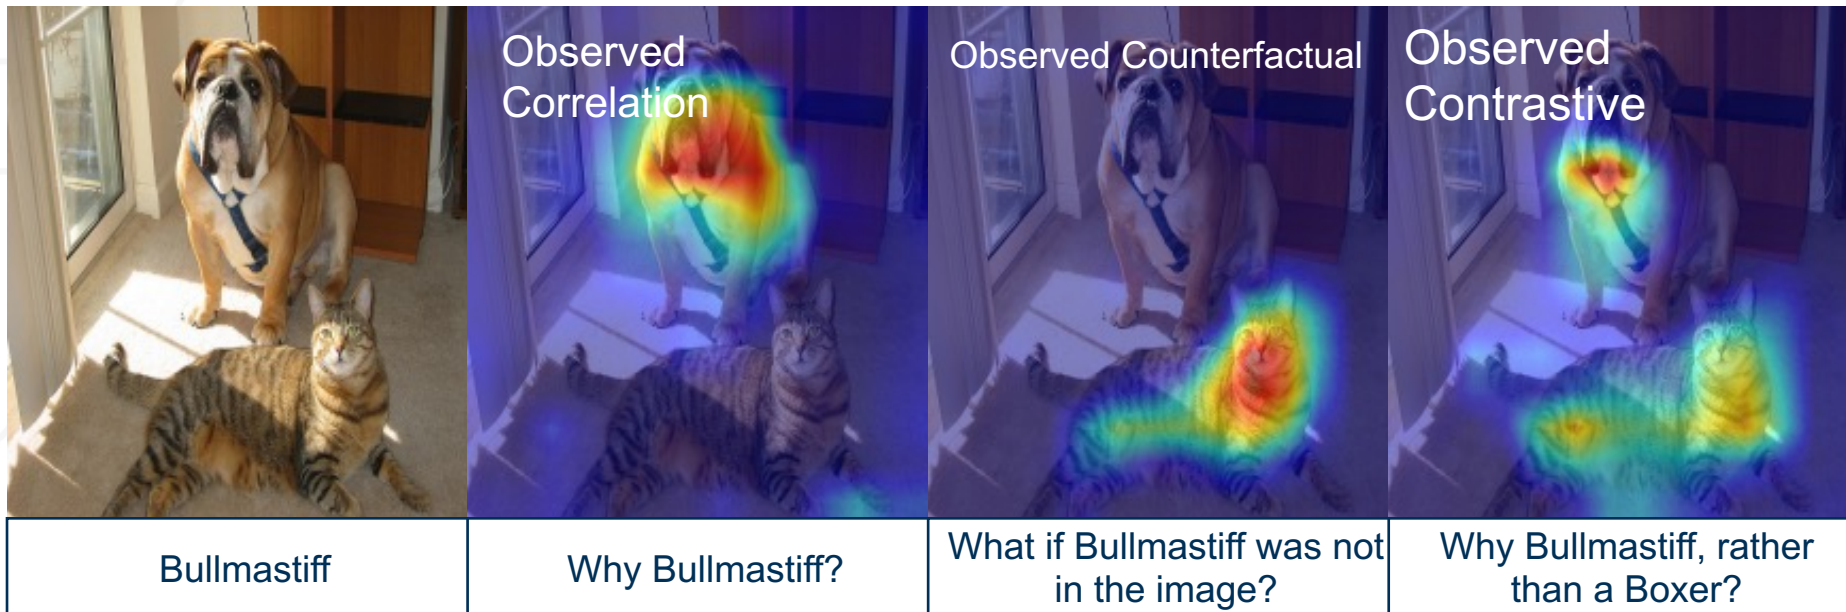 Observed
Correlation
Observed Counterfactual
Observed
Contrastive
Bullmastiff
Why Bullmastiff?
What if Bullmastiff was not
in the image?
Why Bullmastiff, rather
than a Boxer?